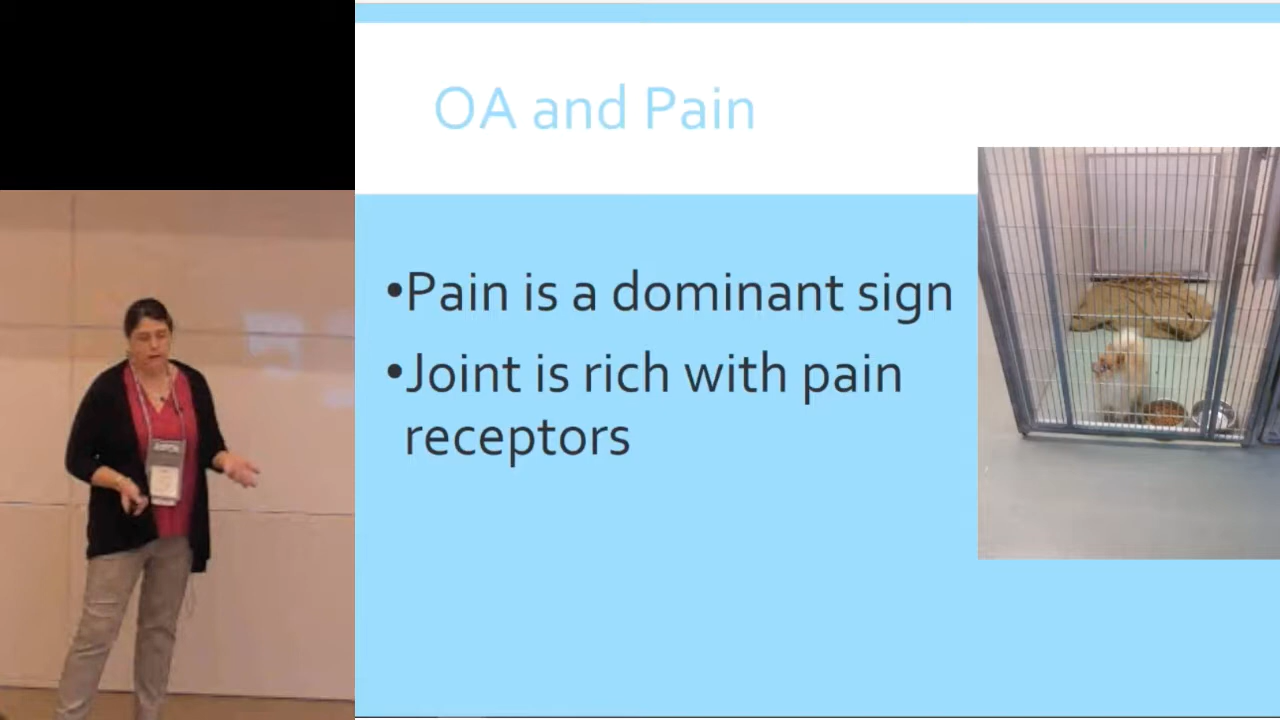 OA and Pain
•Pain is a dominant sign
•Joint is rich with pain
receptors